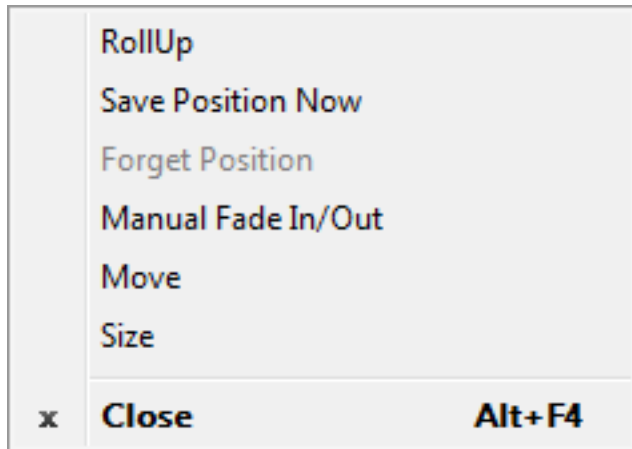 RollUp
Save Position Now
Forget Position
Manual Fade In/Out
Move
Size
x Close Alt+F4